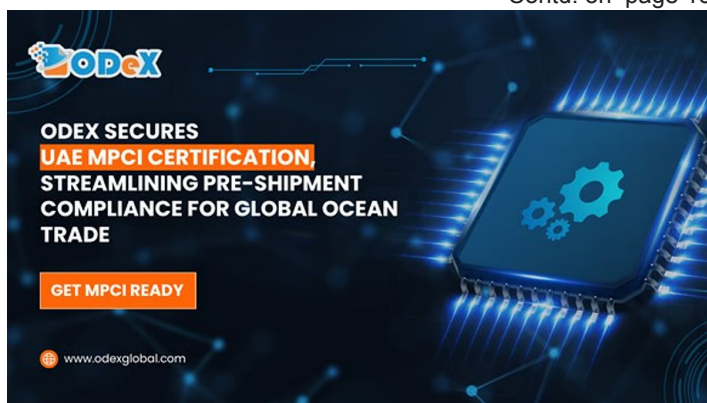 ODeX
ODEX SECURES
UAE MPCI CERTIFICATION,
STREAMLINING PRE-SHIPMENT
COMPLIANCE FOR GLOBAL OCEAN
TRADE
GET MPCI READY
www.odexglobal.com